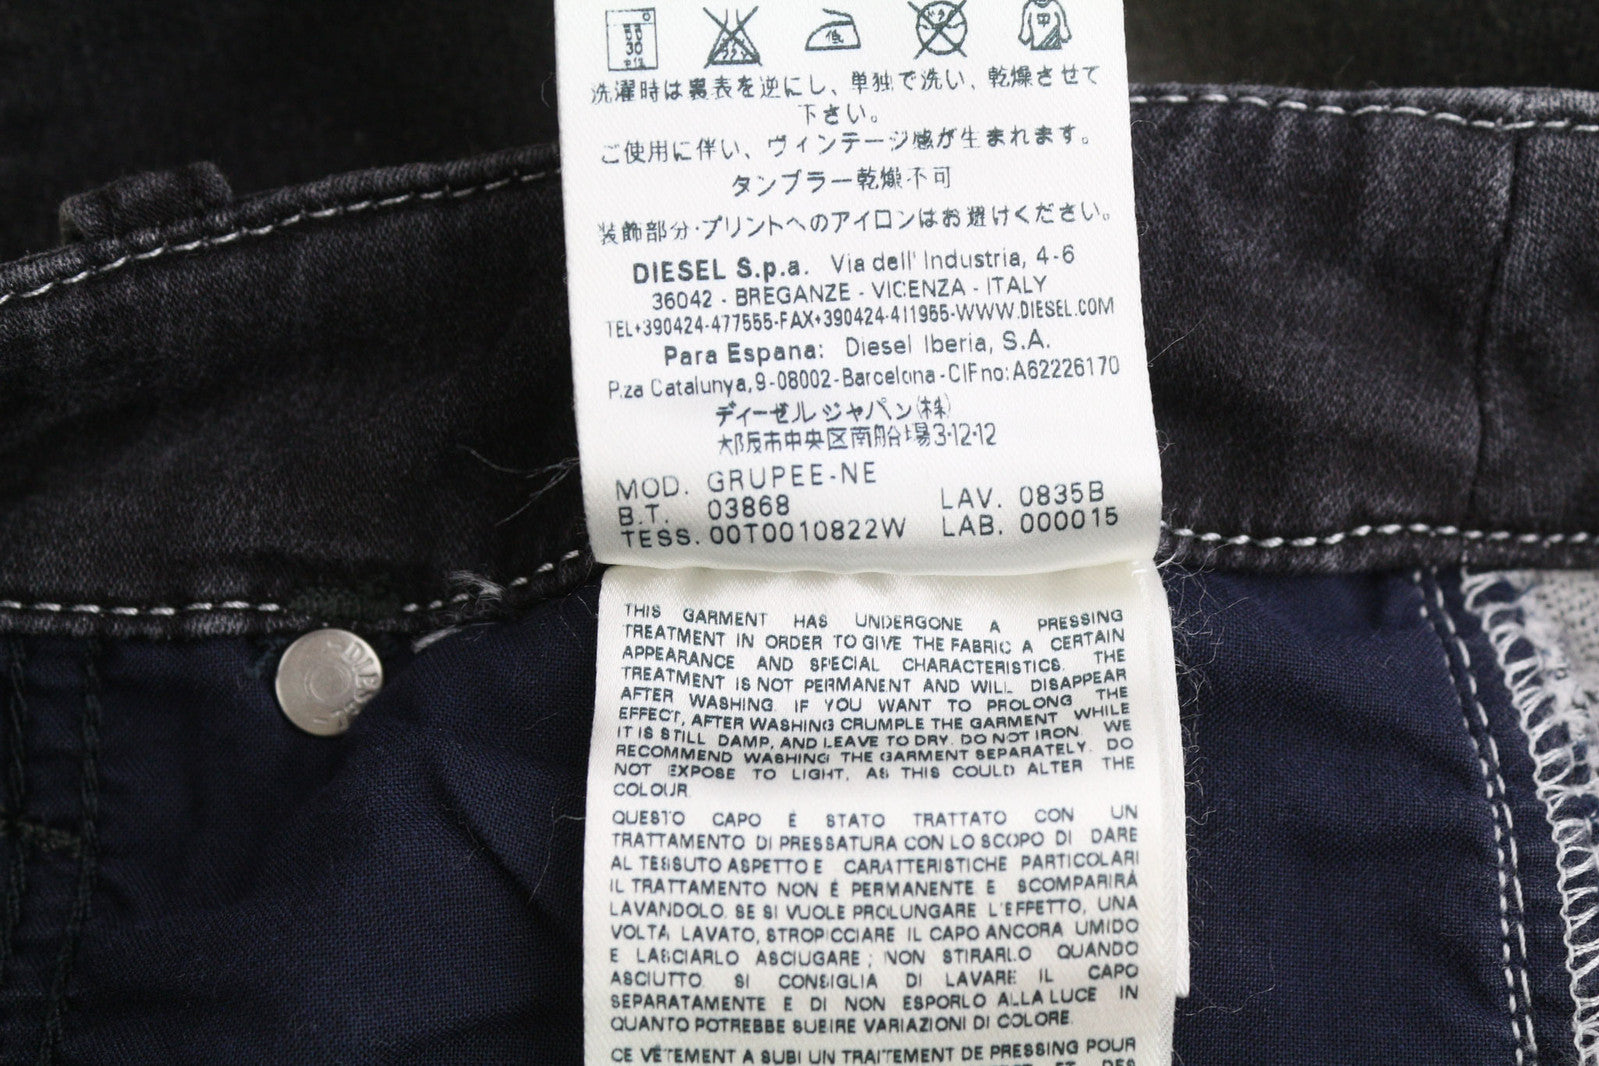 30
低
中
洗濯時は裏表を逆にし、単独で洗い、乾燥させて
下さい。
ご使用に伴い、ヴィンテージ感が生まれます。
タンブラー乾燥不可
装飾部分・プリントへのアイロンはお避けください。
DIESEL S.p.a. Via dell' Industria, 4-6
36042 - BREGANZE - VICENZA - ITALY
TEL+390424-477555-FAX+390424-411955-WWW.DIESEL.COM
Para Espana: Diesel Iberia, S.A.
P.za Catalunya,9-08002-Barcelona-CIFno:A62226170
ディーゼルジャパン(株)
大阪市中央区南船場3-12-12
MOD. GRUPEE-NE
B.T. 03868 LAV. 0835B
TESS. 00T0010822W LAB. 000015
THIS GARMENT HAS UNDERGONE A PRESSING
TREATMENT IN ORDER TO GIVE THE FABRIC A CERTAIN
APPEARANCE AND SPECIAL CHARACTERISTICS. THE
TREATMENT IS NOT PERMANENT AND WILL DISAPPEAR
AFTER WASHING. IF YOU WANT TO PROLONG THE
EFFECT, AFTER WASHING CRUMPLE THE GARMENT WHILE
IT IS STILL DAMP, AND LEAVE TO DRY. DO NOT IRON. WE
RECOMMEND WASHING THE GARMENT SEPARATELY. DO
NOT EXPOSE TO LIGHT, AS THIS COULD ALTER THE
COLOUR.
QUESTO CAPO É STATO TRATTATO CON UN
TRATTAMENTO DI PRESSATURA CON LO SCOPO DI DARE
AL TESSUTO ASPETTO E CARATTERISTICHE PARTICOLARI
IL TRATTAMENTO NON É PERMANENTE E SCOMPARIRÀ
LAVANDOLO. SE SI VUOLE PROLUNGARE L'EFFETTO, UNA
VOLTA LAVATO, STROPICCIARE IL CAPO ANCORA UMIDO
E LASCIARLO ASCIUGARE; NON STIRARLO QUANDO
ASCIUTTO. SI CONSIGLIA DI LAVARE IL CAPO
SEPARATAMENTE E DI NON ESPORLO ALLA LUCE IN
QUANTO POTREBBE SUBIRE VARIAZIONI DI COLORE.
CE VÊTEMENT A SUBI UN TRAITEMENT DE PRESSING POUR
DIESEL